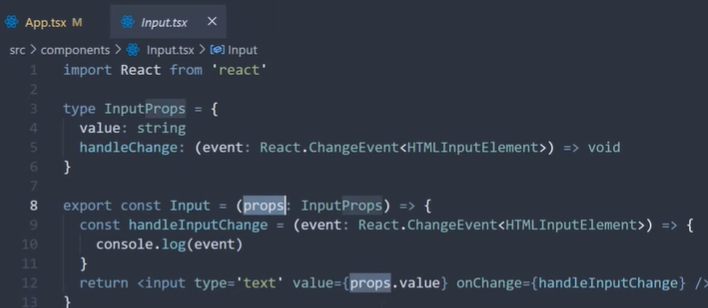 App.tsx M
Input.tsx ×
src > components > Input.tsx > Input
1 import React from 'react'
2
3 type InputProps = {
4 value: string
5 handleChange: (event: React.ChangeEvent<HTMLInputElement>) => void
6 }
7
8 export const Input = (props: InputProps) => {
9 const handleInputChange = (event: React.ChangeEvent<HTMLInputElement>) => {
10 console.log(event)
11 }
12 return <input type='text' value={props.value} onChange={handleInputChange} />
13 }